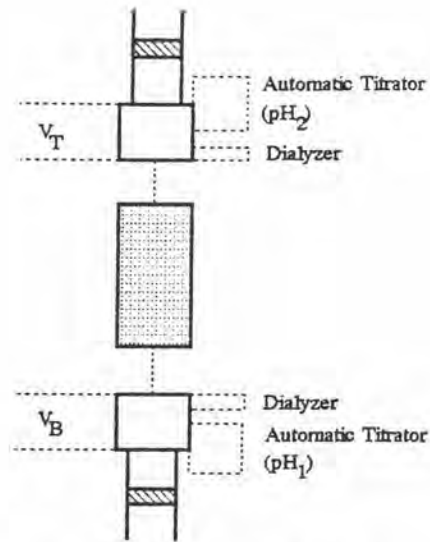 Automatic Titrator
(pH2)
VT
Dialyzer
Dialyzer
VB
Automatic Titrator
(pH1)